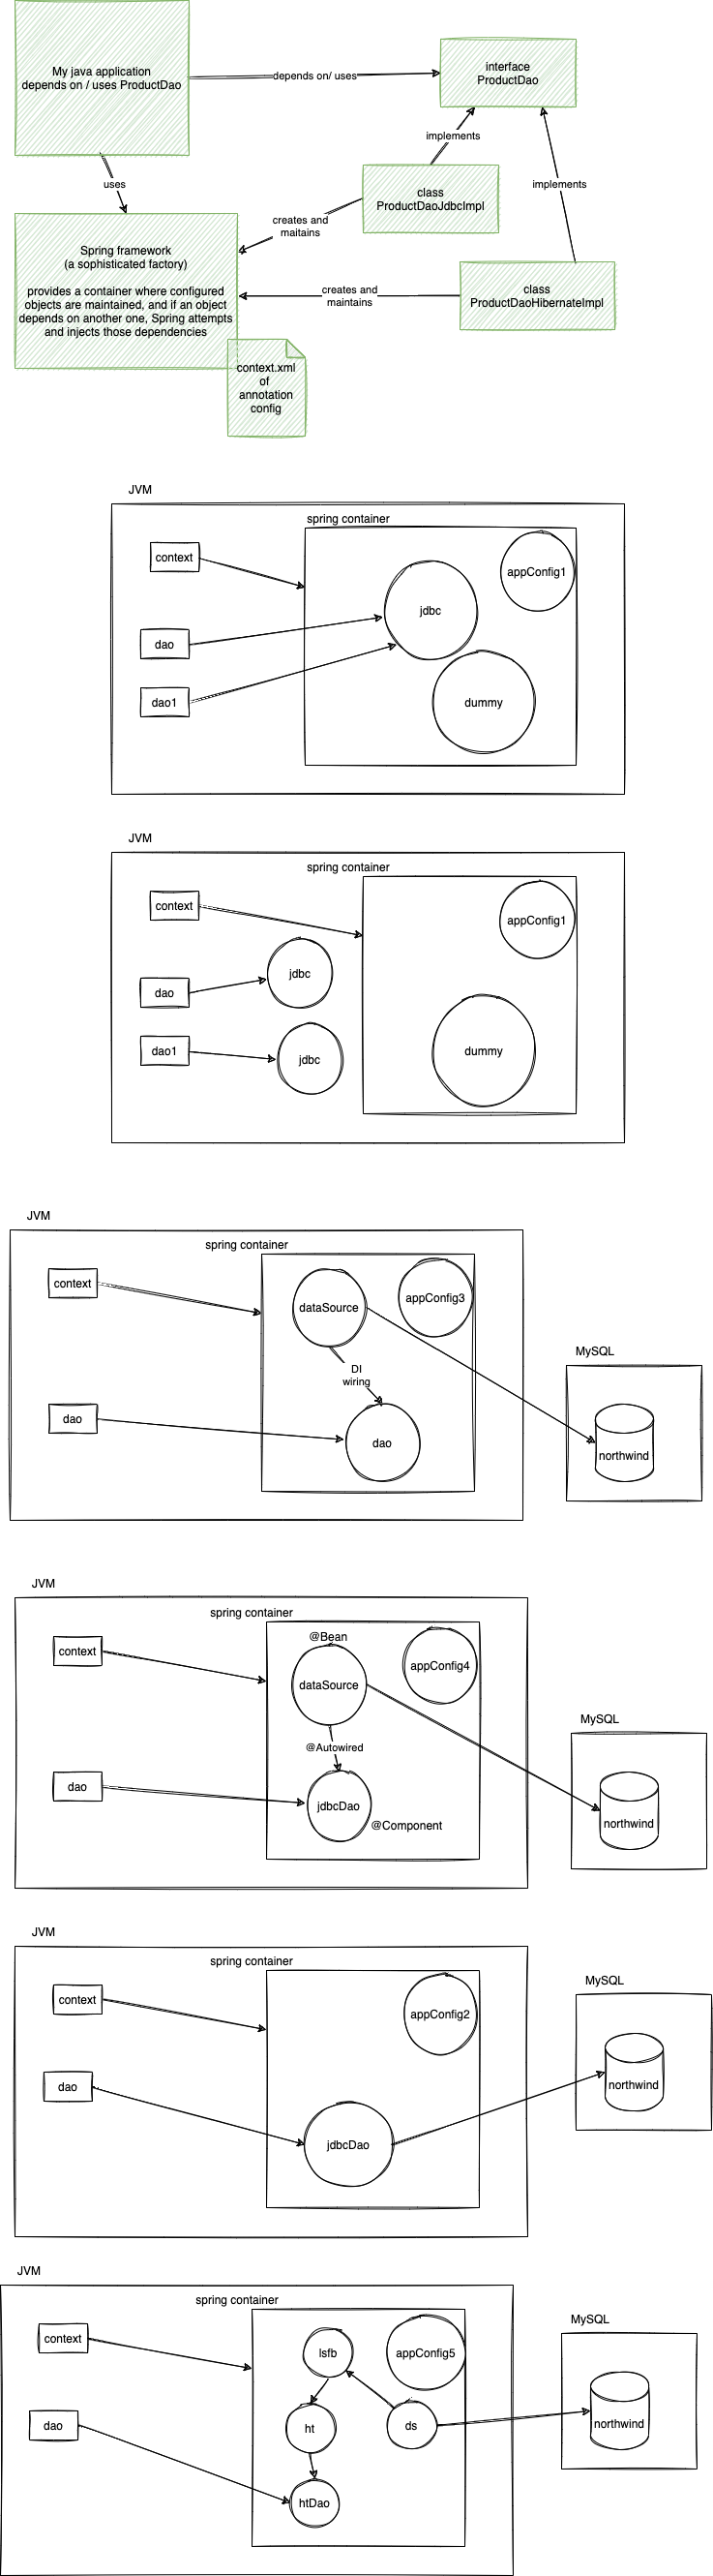 My java application
depends on / uses ProductDao
depends on/ uses
interface
ProductDao
implements
uses
implements
class
ProductDaoJdbcImpl
creates and
maitains
Spring framework
(a sophisticated factory)
provides a container where configured
objects are maintained, and if an object
depends on another one, Spring attempts
and injects those dependencies
creates and
maintains
class
ProductDaoHibernateImpl
context.xml
of
annotation
config
JVM
spring container
context
appConfig1
jdbc
dao
dao1
dummy
JVM
spring container
context
appConfig1
jdbc
dao
dao1
jdbc
dummy
JVM
spring container
context
dataSource
appConfig3
MySQL
DI
wiring
dao
dao
northwind
JVM
spring container
@Bean
context
appConfig4
dataSource
MySQL
@Autowired
dao
jdbcDao
@Component
northwind
JVM
spring container
context
appConfig2
MySQL
dao
northwind
jdbcDao
JVM
spring container
context
lsfb
appConfig5
MySQL
dao
ht
ds
northwind
htDao